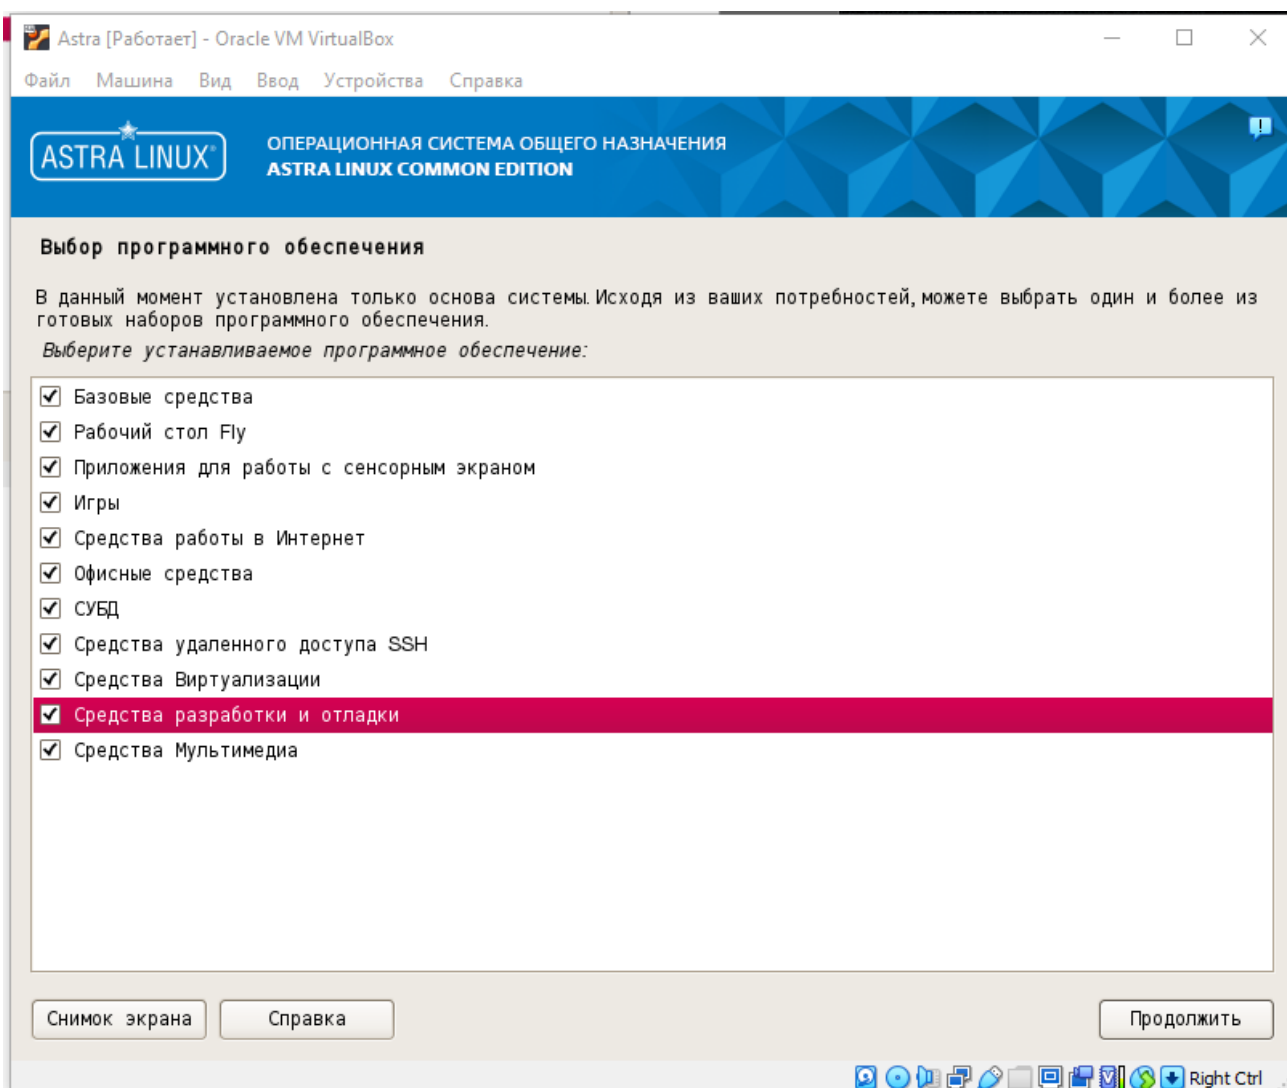 Astra [Работает] - Oracle VM VirtualBox
Файл Машина Вид Ввод Устройства Справка
ASTRA LINUX®
ОПЕРАЦИОННАЯ СИСТЕМА ОБЩЕГО НАЗНАЧЕНИЯ
ASTRA LINUX COMMON EDITION
Выбор программного обеспечения
В данный момент установлена только основа системы. Исходя из ваших потребностей, можете выбрать один и более из
готовых наборов программного обеспечения.
Выберите устанавливаемое программное обеспечение:
Базовые средства
Рабочий стол Fly
Приложения для работы с сенсорным экраном
Игры
Средства работы в Интернет
Офисные средства
СУБД
Средства удаленного доступа SSH
Средства Виртуализации
Средства разработки и отладки
Средства Мультимедиа
Снимок экрана Справка Продолжить
Right Ctrl